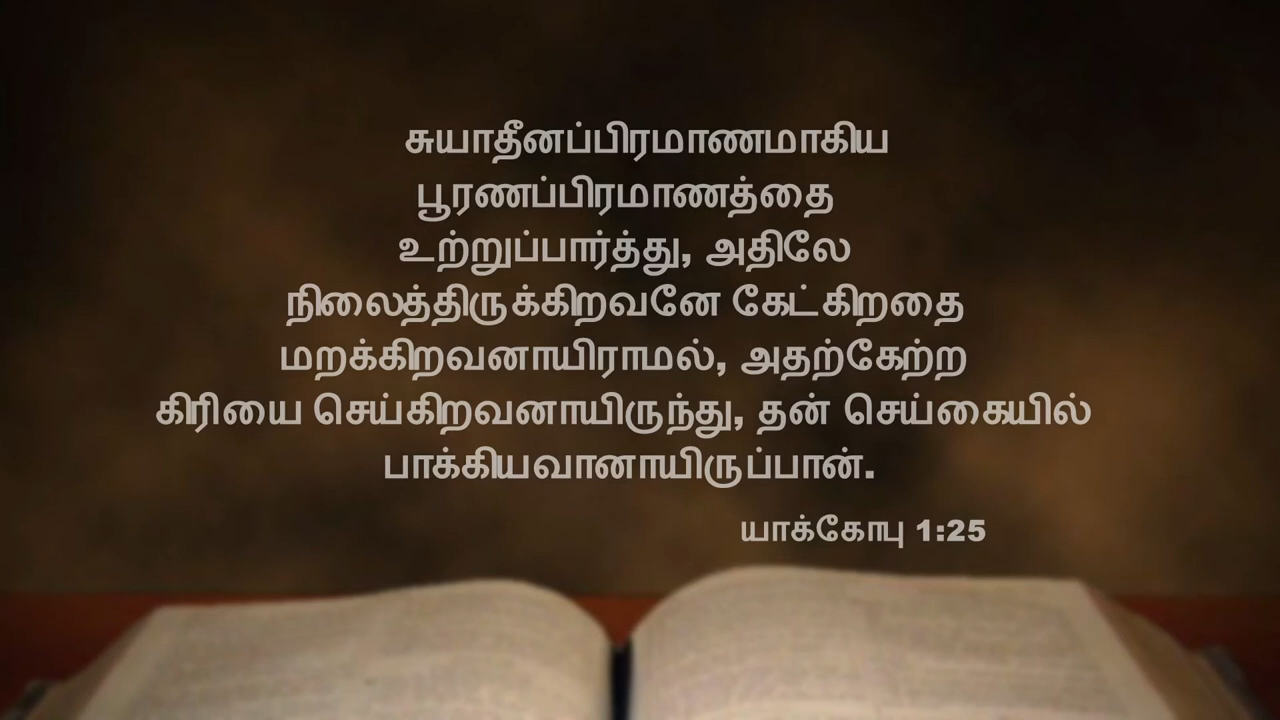 சுயாதீனப்பிரமாணமாகிய
பூரணப்பிரமாணத்தை
உற்றுப்பார்த்து, அதிலே
நிலைத்திருக்கிறவனே கேட்கிறதை
மறக்கிறவனாயிராமல், அதற்கேற்ற
கிரியை செய்கிறவனாயிருந்து, தன் செய்கையில்
பாக்கியவானாயிருப்பான்.
யாக்கோபு 1:25